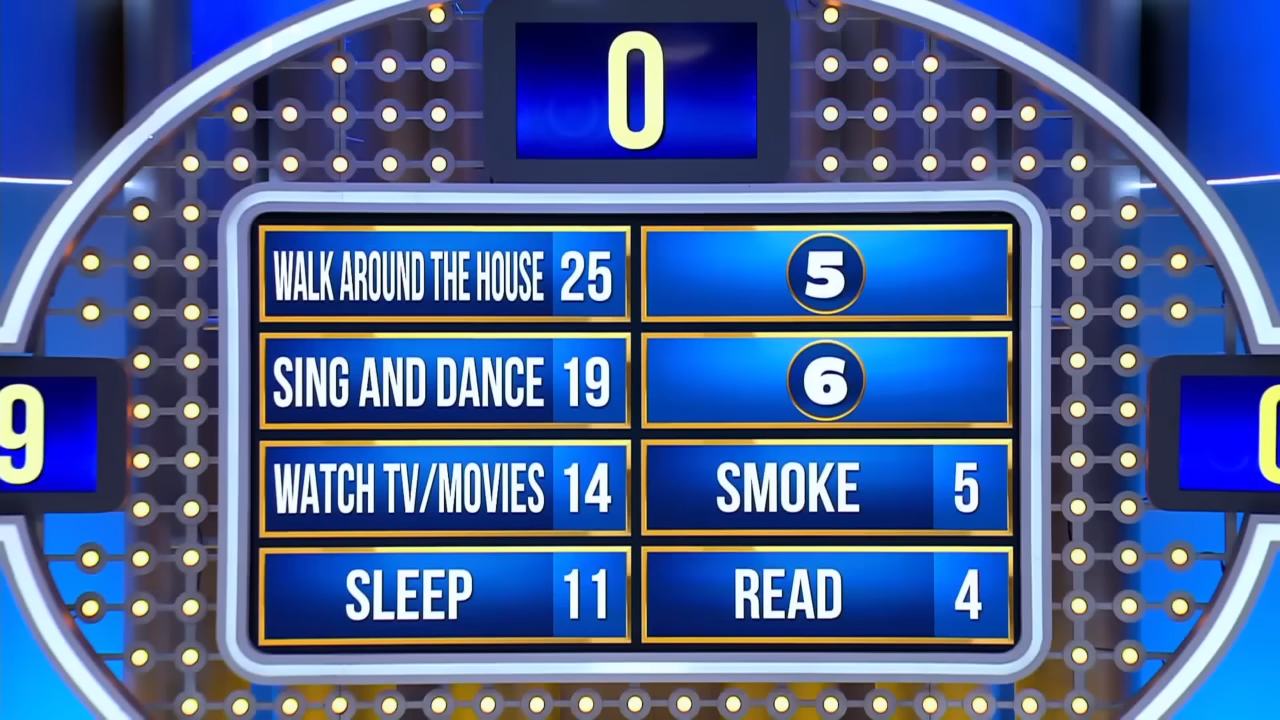 0
WALK AROUND THE HOUSE 25
5
SING AND DANCE 19
6
WATCH TV/MOVIES 14
SMOKE 5
SLEEP 11
READ 4
9